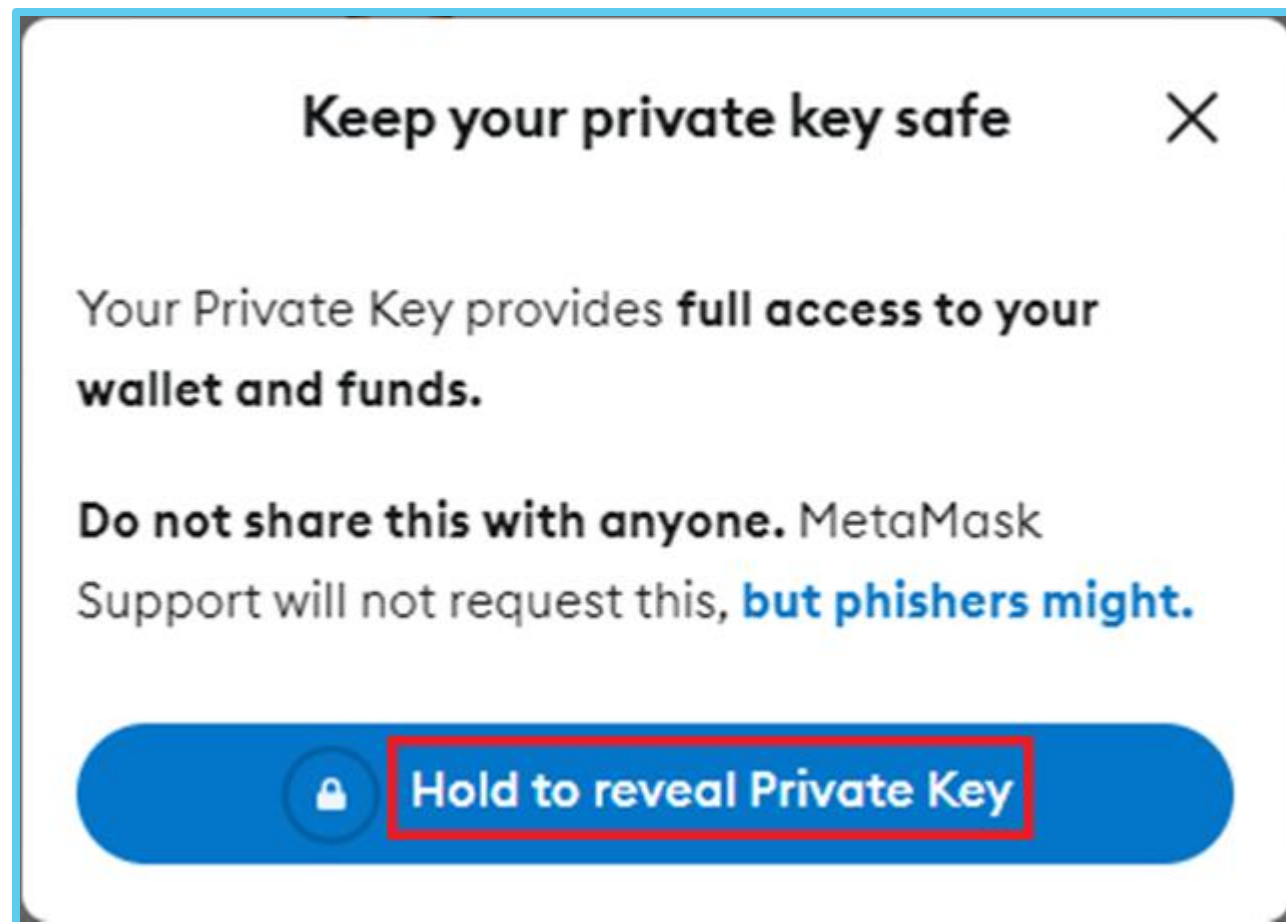 Keep your private key safe
Your Private Key provides full access to your
wallet and funds.
Do not share this with anyone. MetaMask
Support will not request this, but phishers might.
Hold to reveal Private Key